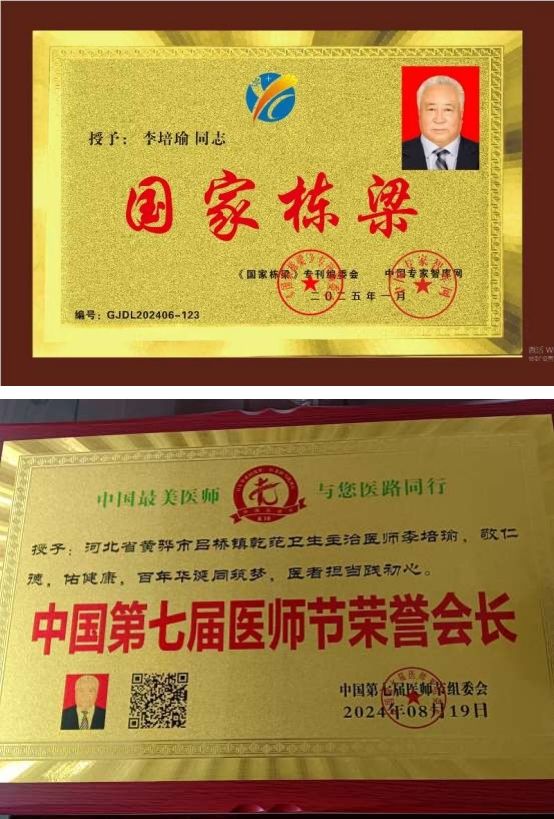 授予： 李培瑜 同志
国家栋梁
《国家栋梁》专刊编委会 中国专家智库网
二〇二五年一月
编号：GJDL202406-123
激活 W
中国最美医师 与您医路同行
授予：河北省黄骅市吕桥镇乾范卫生主治医师李培瑜，敬仁
德，佑健康，百年华诞同筑梦，医者担当践初心。
中国第七届医师节荣誉会长
中国第七届医师节组委会
2024年08月19日